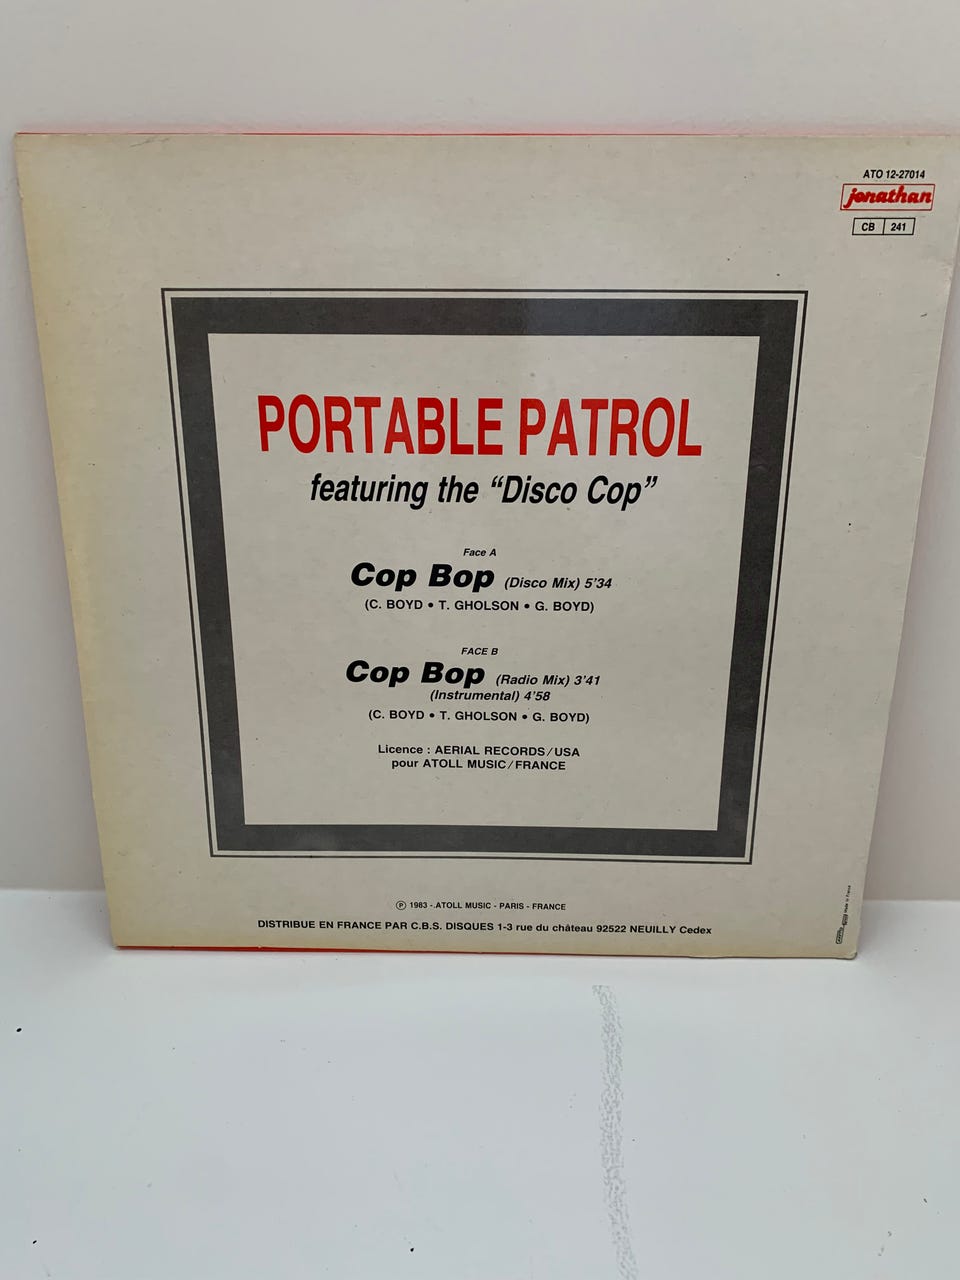 ATO 12-27014
jonathan
CB 241
PORTABLE PATROL
featuring the “Disco Cop”
Face A
Cop Bop (Disco Mix) 5'34
(C. BOYD • T. GHOLSON • G. BOYD)
FACE B
Cop Bop (Radio Mix) 3'41
(Instrumental) 4'58
(C. BOYD • T. GHOLSON • G. BOYD)
Licence : AERIAL RECORDS/USA
pour ATOLL MUSIC/FRANCE
℗ 1983 - ATOLL MUSIC - PARIS - FRANCE
DISTRIBUE EN FRANCE PAR C.B.S. DISQUES 1-3 rue du château 92522 NEUILLY Cedex
Made in France